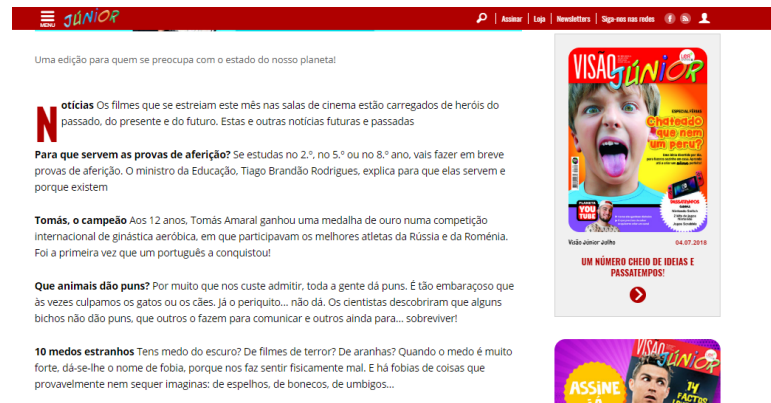 MENU
JÚNIOR
Assinar | Loja | Newsletters | Siga-nos nas redes
Uma edição para quem se preocupa com o estado do nosso planeta!
Notícias Os filmes que se estreiam este mês nas salas de cinema estão carregados de heróis do
passado, do presente e do futuro. Estas e outras notícias futuras e passadas
Para que servem as provas de aferição? Se estudas no 2.º, no 5.º ou no 8.º ano, vais fazer em breve
provas de aferição. O ministro da Educação, Tiago Brandão Rodrigues, explica para que elas servem e
porque existem
Tomás, o campeão Aos 12 anos, Tomás Amaral ganhou uma medalha de ouro numa competição
internacional de ginástica aeróbica, em que participavam os melhores atletas da Rússia e da Roménia.
Foi a primeira vez que um português a conquistou!
Que animais dão puns? Por muito que nos custe admitir, toda a gente dá puns. É tão embaraçoso que
às vezes culpamos os gatos ou os cães. Já o periquito... não dá. Os cientistas descobriram que alguns
bichos não dão puns, que outros o fazem para comunicar e outros ainda para... sobreviver!
10 medos estranhos Tens medo do escuro? De filmes de terror? De aranhas? Quando o medo é muito
forte, dá-se-lhe o nome de fobia, porque nos faz sentir fisicamente mal. E há fobias de coisas que
provavelmente nem sequer imaginas: de espelhos, de bonecos, de umbigos...
VISÃO JÚNIOR
ESPECIAL FÉRIAS
Chateado
que nem
um peru?
PLANETA
YOU
TUBE
PASSATEMPOS
Visão Júnior Julho
04.07.2018
UM NÚMERO CHEIO DE IDEIAS E
PASSATEMPOS!
VISÃO JÚNIOR
ASSINE
14
FACTOS